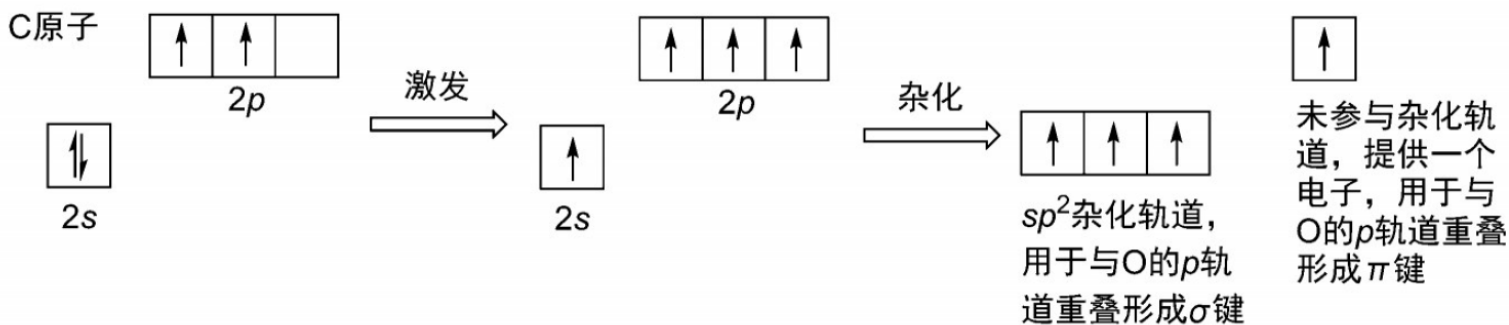 C原子
2p
2s
激发
2p
2s
杂化
sp²杂化轨道，
用于与O的p轨
道重叠形成σ键
未参与杂化轨
道，提供一个
电子，用于与
O的p轨道重叠
形成π键